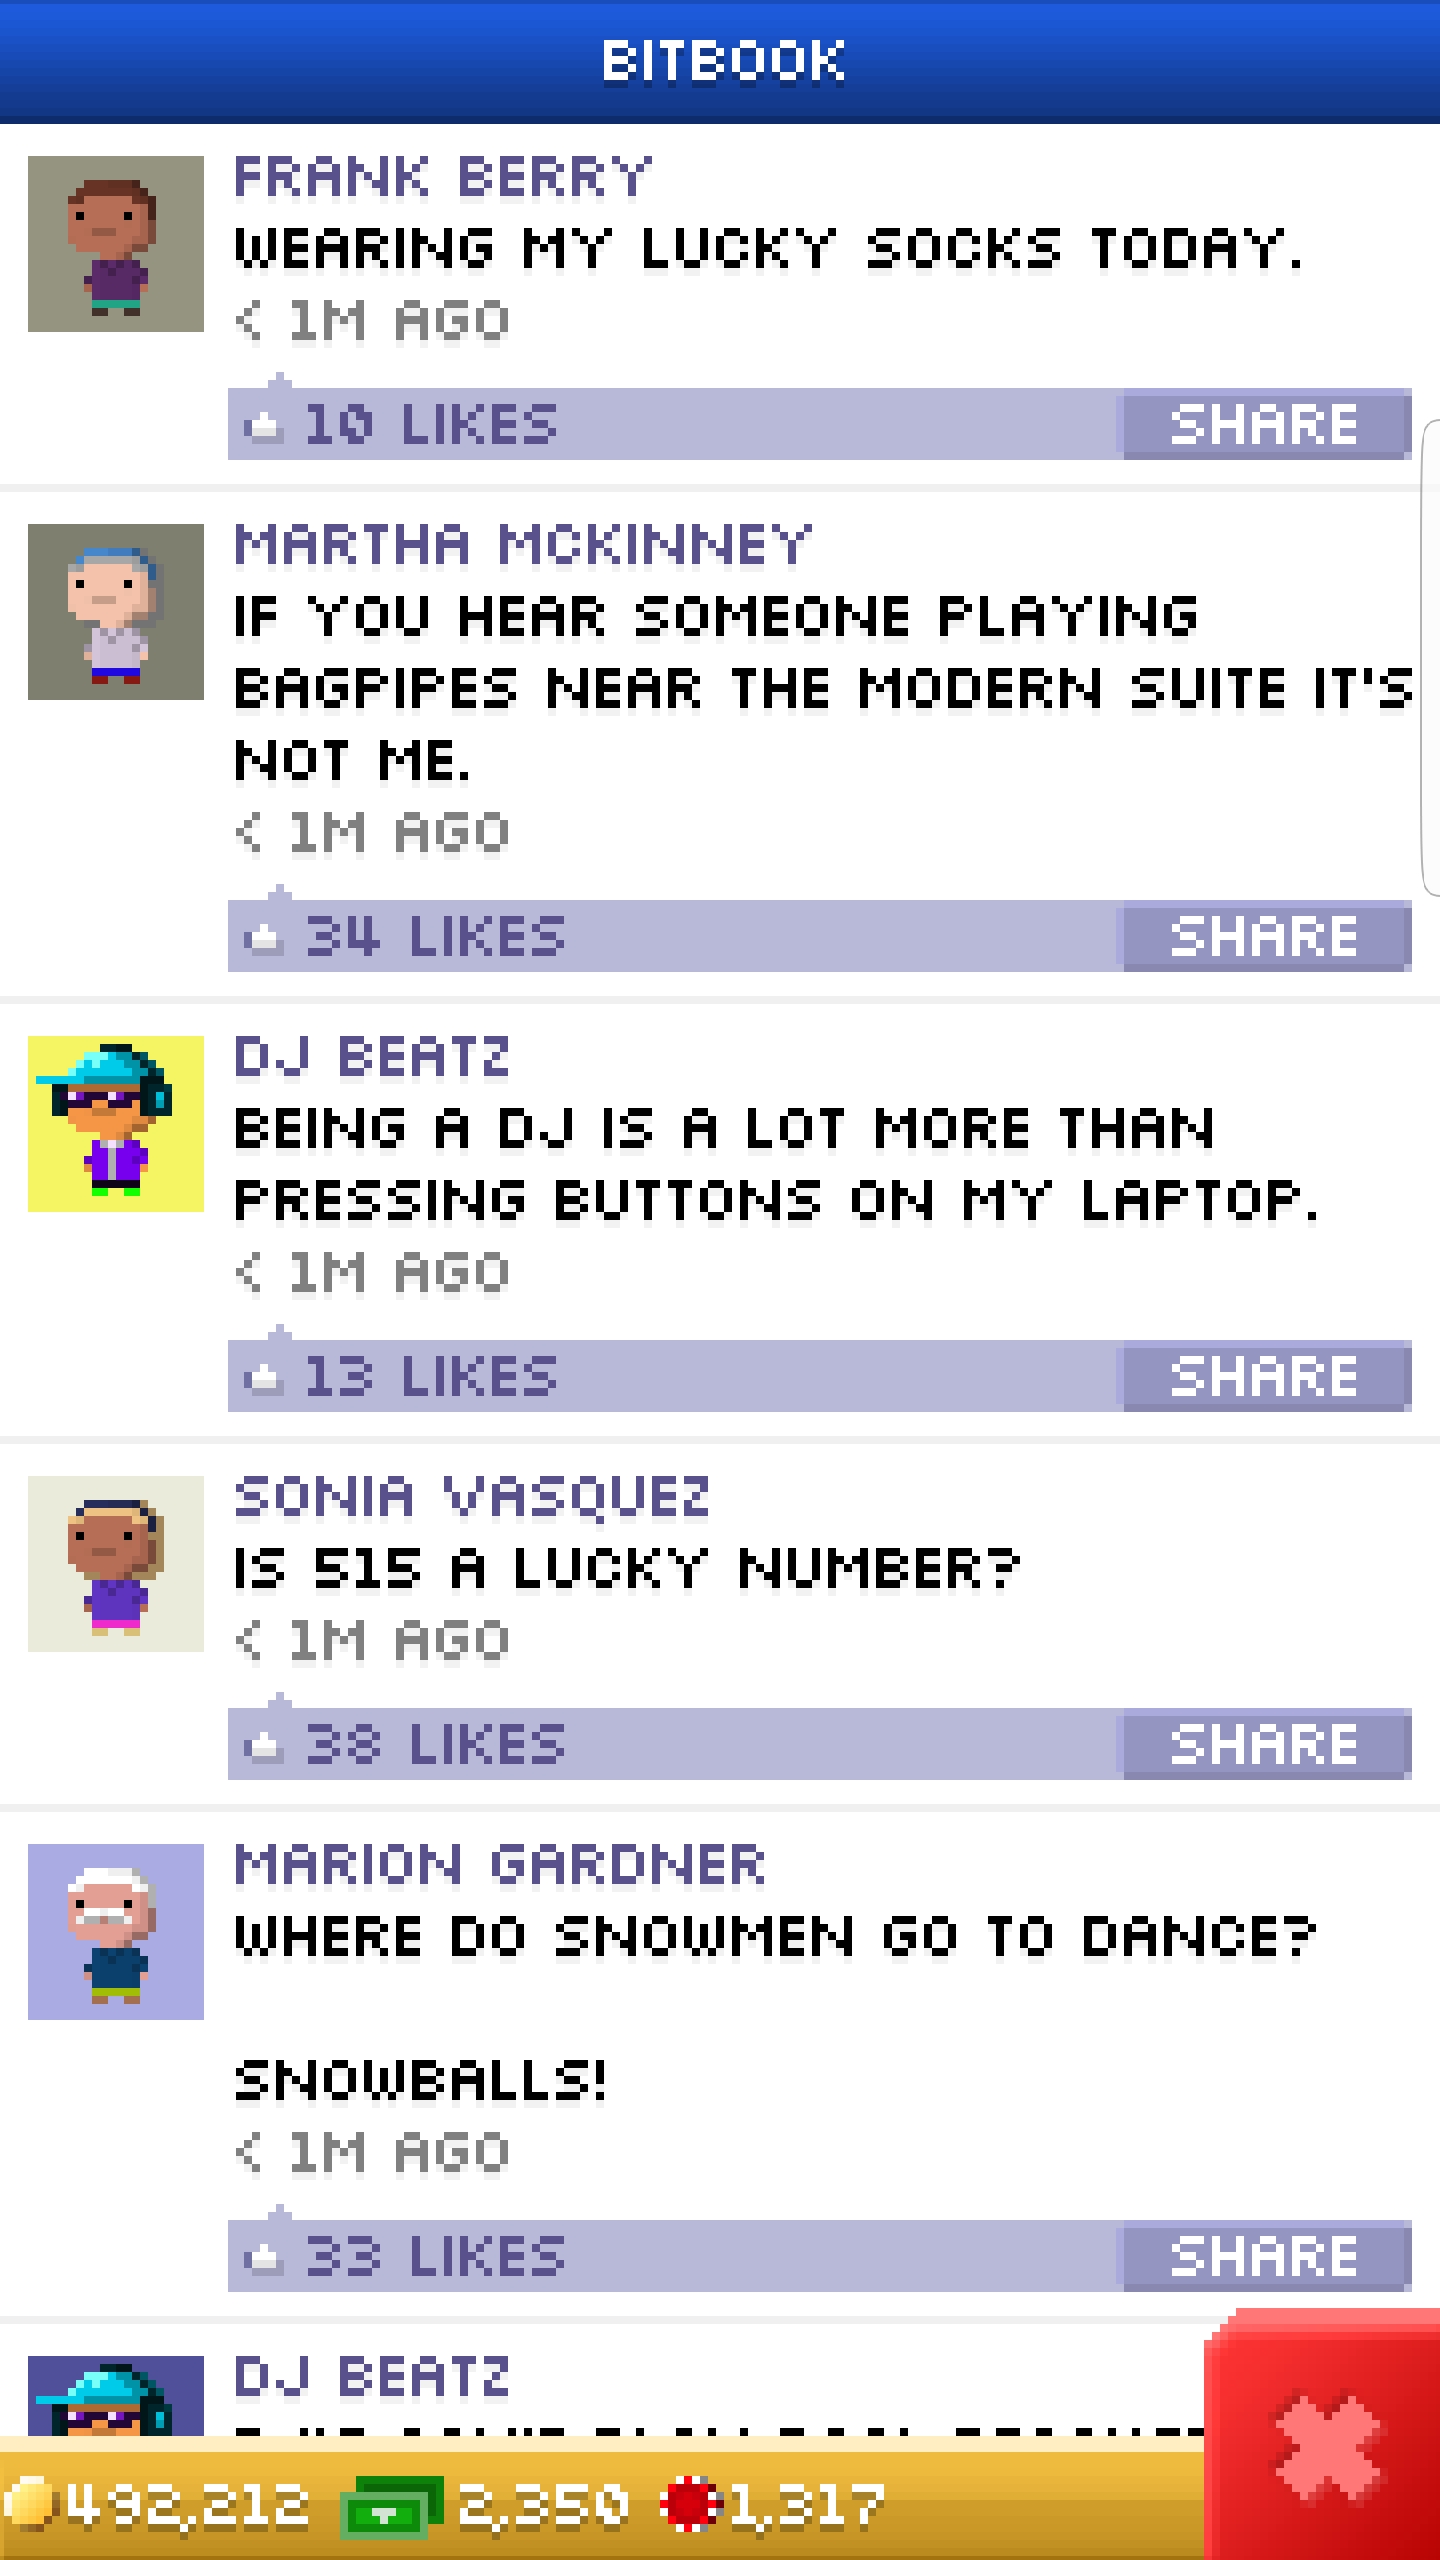 BITBOOK
FRANK BERRY
WEARING MY LUCKY SOCKS TODAY.
< 1M AGO
10 LIKES SHARE
MARTHA MCKINNEY
IF YOU HEAR SOMEONE PLAYING
BAGPIPES NEAR THE MODERN SUITE IT'S
NOT ME.
< 1M AGO
34 LIKES SHARE
DJ BEATZ
BEING A DJ IS A LOT MORE THAN
PRESSING BUTTONS ON MY LAPTOP.
< 1M AGO
13 LIKES SHARE
SONIA VASQUEZ
IS 515 A LUCKY NUMBER?
< 1M AGO
38 LIKES SHARE
MARION GARDNER
WHERE DO SNOWMEN GO TO DANCE?
SNOWBALLS!
< 1M AGO
33 LIKES SHARE
DJ BEATZ
492,212 2,350 1,317